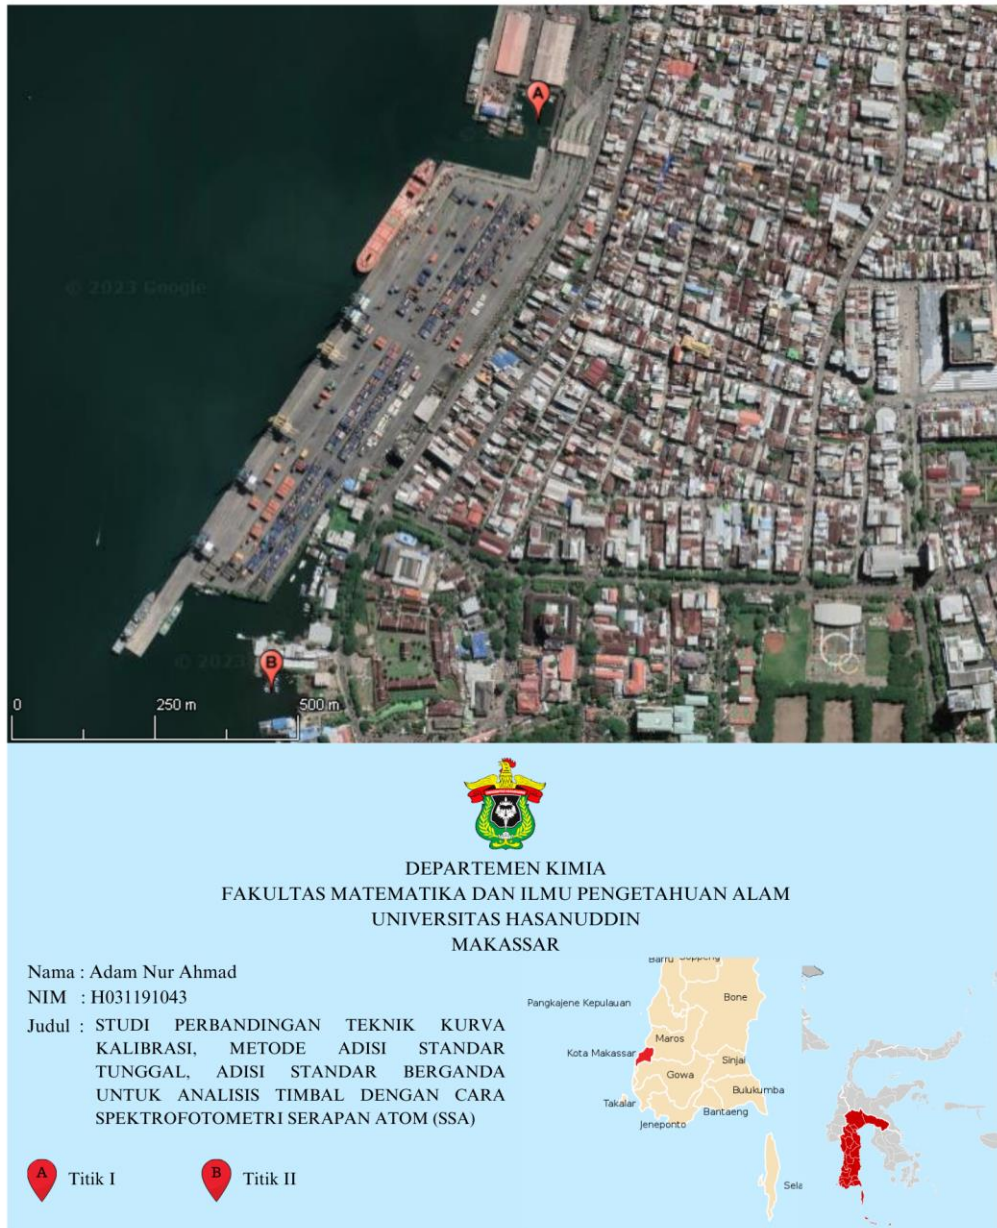 A
© 2023 Google
B
© 2023
0 250 m 500 m
DEPARTEMEN KIMIA
FAKULTAS MATEMATIKA DAN ILMU PENGETAHUAN ALAM
UNIVERSITAS HASANUDDIN
MAKASSAR
Nama : Adam Nur Ahmad
NIM : H031191043
Judul : STUDI PERBANDINGAN TEKNIK KURVA
KALIBRASI, METODE ADISI STANDAR
TUNGGAL, ADISI STANDAR BERGANDA
UNTUK ANALISIS TIMBAL DENGAN CARA
SPEKTROFOTOMETRI SERAPAN ATOM (SSA)
A Titik I
B Titik II
Barru Soppeng
Pangkajene Kepulauan
Bone
Maros
Kota Makassar
Sinjai
Gowa
Bulukumba
Takalar
Bantaeng
Jeneponto
Sela